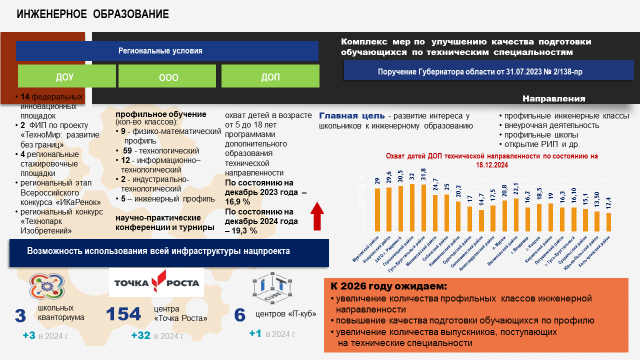 ИНЖЕНЕРНОЕ ОБРАЗОВАНИЕ
Региональные условия
ДОУ
ООО
ДОП
• 14 федеральных
инновационных
площадок
• 2 ФИП по проекту
«ТехноМир: развитие
без границ»
• 4 региональные
стажировочные
площадки
• региональный этап
Всероссийского
конкурса «ИКаРенок»
• региональный конкурс
«Технопарк
Изобретений»
профильное обучение
(кол-во классов):
• 9 - физико-математический
профиль
• 59 - технологический
• 12 - информационно–
технологический
• 2 - индустриально-
технологический
• 5 – инженерный профиль
научно-практические
конференции и турниры
охват детей в возрасте
от 5 до 18 лет
программами
дополнительного
образования
технической
направленности
По состоянию на
декабрь 2023 года –
16,9 %
По состоянию на
декабрь 2024 года
– 19,3 %
Возможность использования всей инфраструктуры нацпроекта
3 школьных
кванториума
+3 в 2024 г.
ТОЧКА РОСТА
154 центра
«Точка Роста»
+32 в 2024 г.
IT
CUBE
6 центров «IT-куб»
+1 в 2024 г.
Комплекс мер по улучшению качества подготовки
обучающихся по техническим специальностям
Поручение Губернатора области от 31.07.2023 № 2/138-пр
Главная цель - развитие интереса у
школьников к инженерному образованию
Направления
• профильные инженерные классы
• внеурочная деятельность
• профильные школы
• открытие РИП и др.
Охват детей ДОП технической направленности по состоянию на
18.12.2024
29
29,6
30,5
32
31,8
24,7
25
20,2
17
14,7
17,5
20,8
22,1
16,2
18,5
19
16,3
16,10
15,1
13,50
12,4
К 2026 году ожидаем:
• увеличение количества профильных классов инженерной
направленности
• повышение качества подготовки обучающихся по профилю
• увеличению количества выпускников, поступающих
на технические специальности